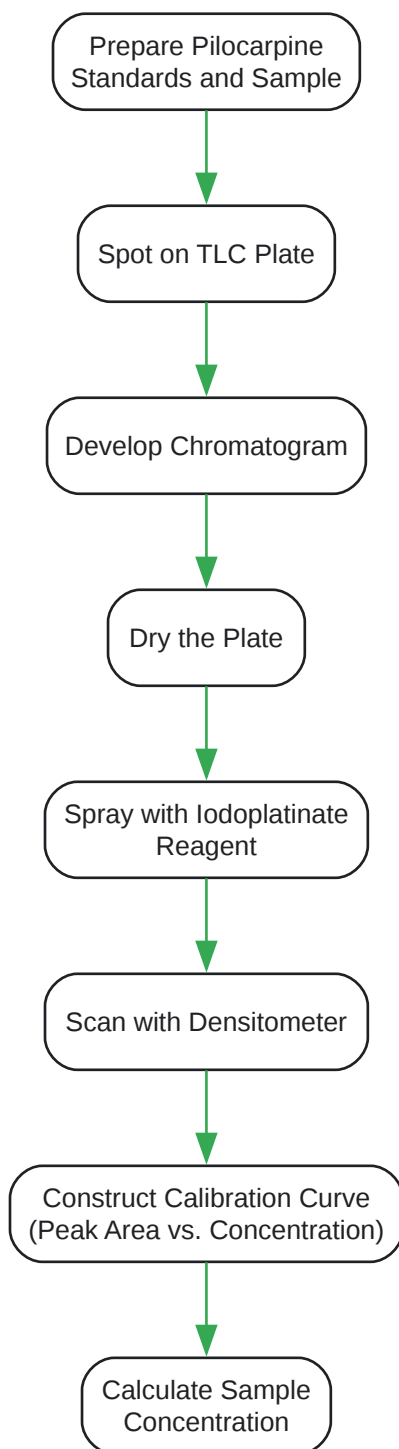 Prepare Pilocarpine
Standards and Sample
Spot on TLC Plate
Develop Chromatogram
Dry the Plate
Spray with Iodoplatinate
Reagent
Scan with Densitometer
Construct Calibration Curve
(Peak Area vs. Concentration)
Calculate Sample
Concentration